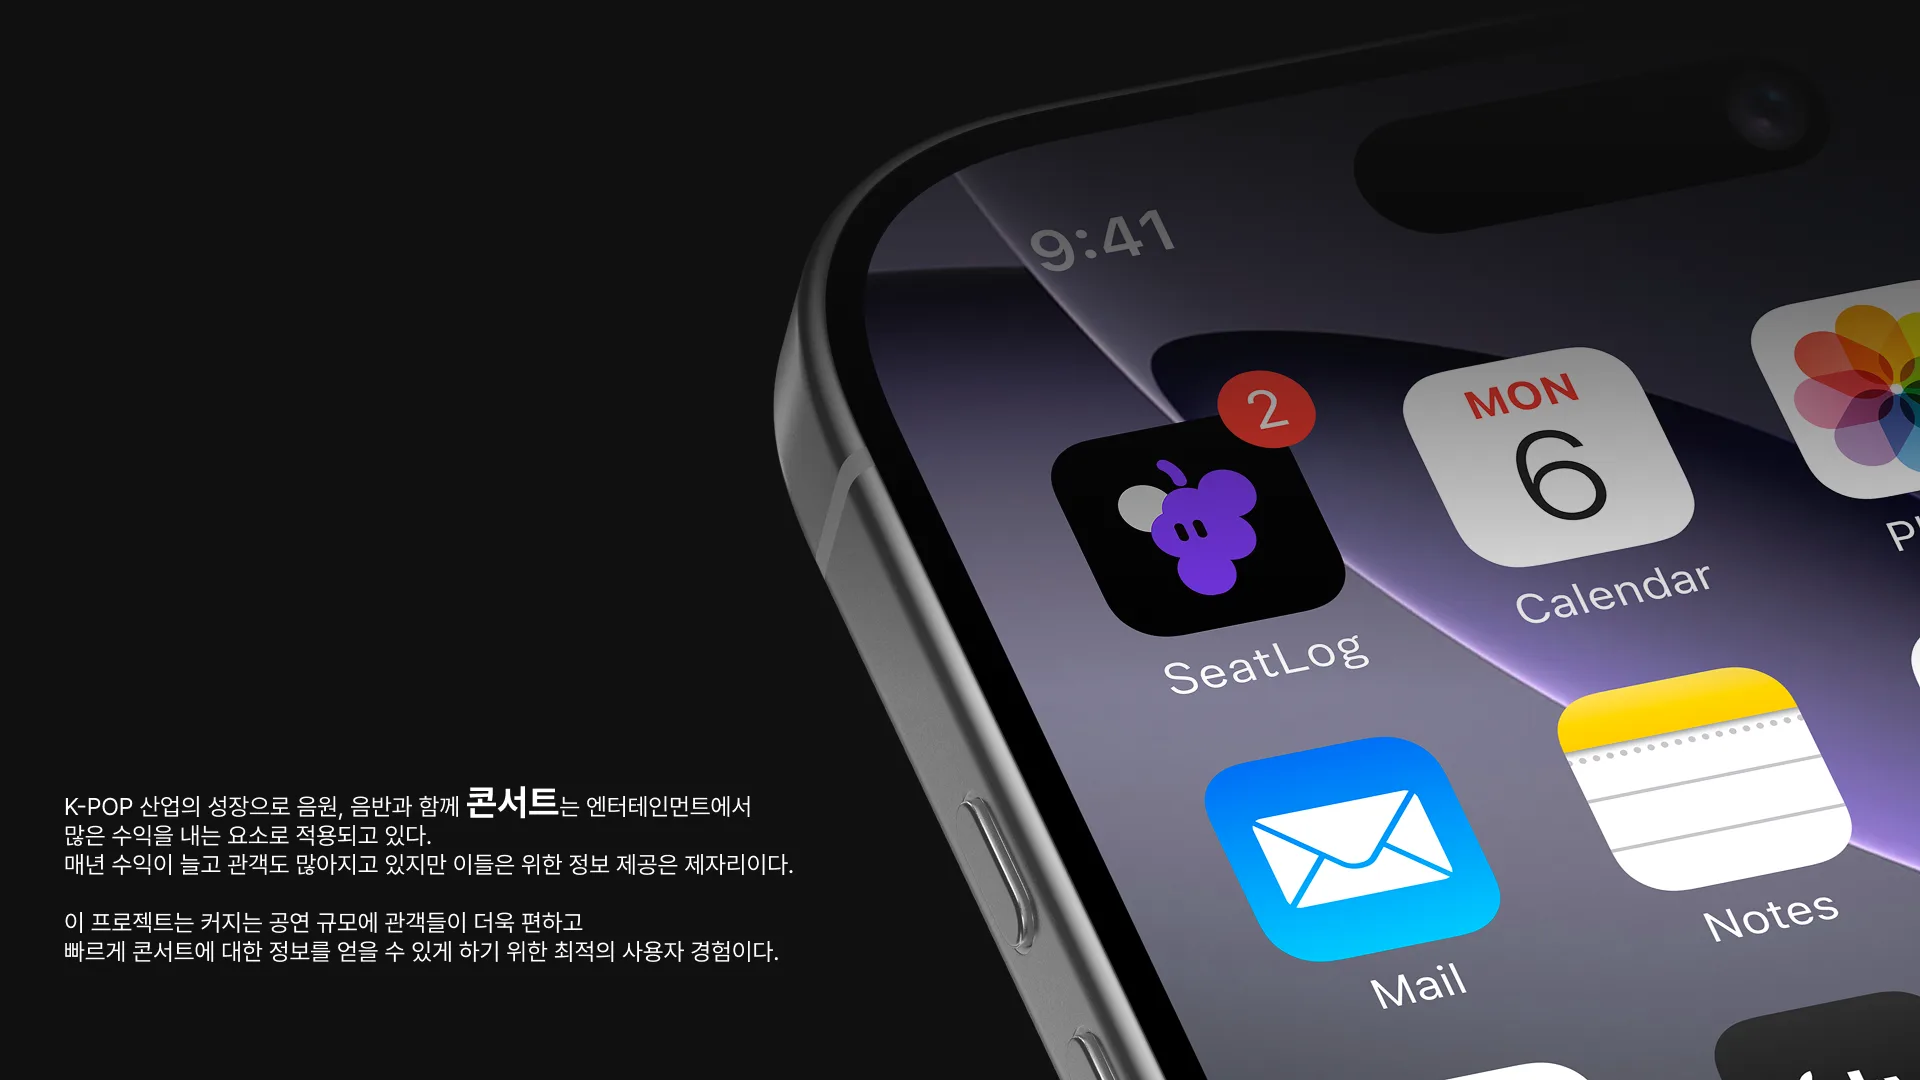 9:41
2
MON
6
SeatLog
Calendar
Mail
Notes
K-POP 산업의 성장으로 음원, 음반과 함께 콘서트는 엔터테인먼트에서
많은 수익을 내는 요소로 적용되고 있다.
매년 수익이 늘고 관객도 많아지고 있지만 이들은 위한 정보 제공은 제자리이다.
이 프로젝트는 커지는 공연 규모에 관객들이 더욱 편하고
빠르게 콘서트에 대한 정보를 얻을 수 있게 하기 위한 최적의 사용자 경험이다.